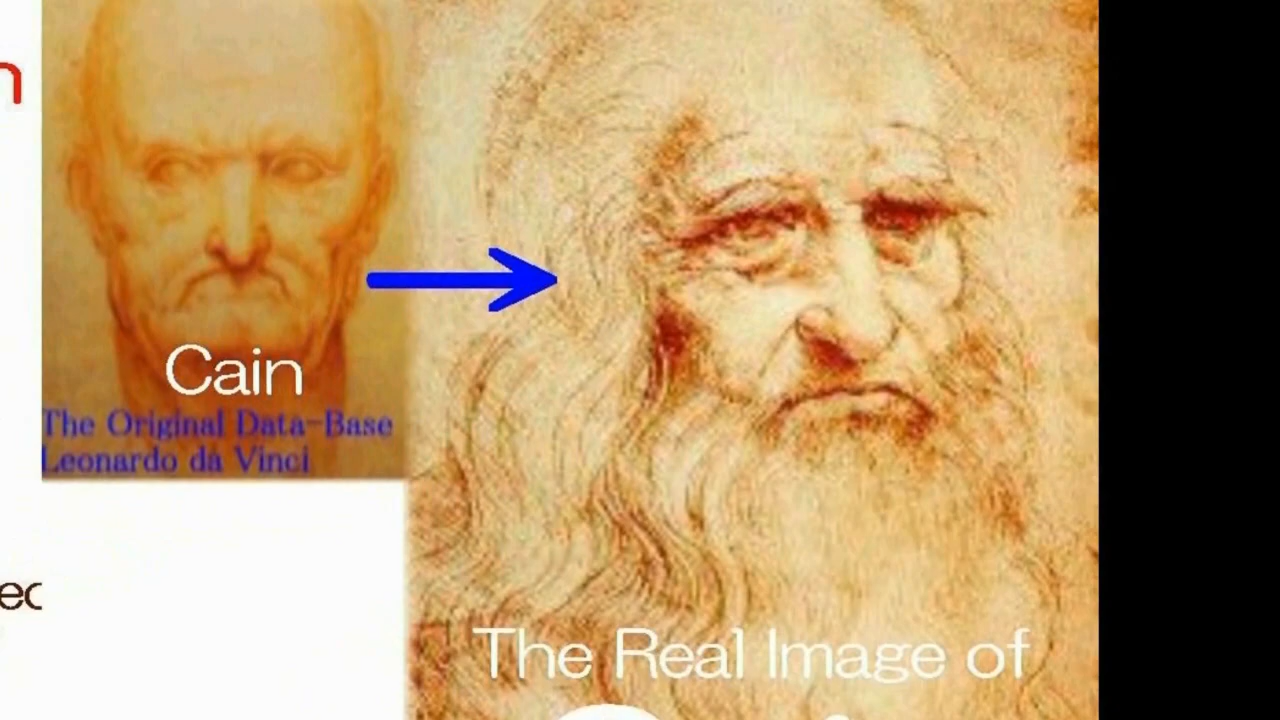 Cain
The Original Data-Base
Leonardo da Vinci
The Real Image of